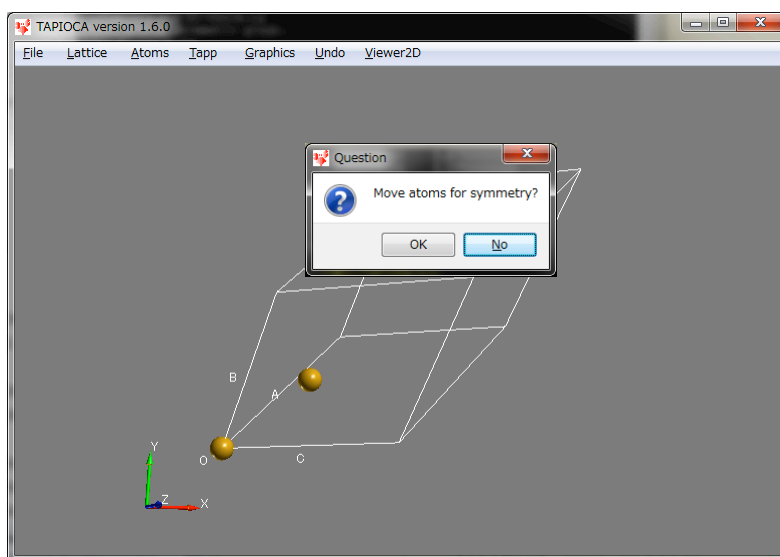 TAPIOCA version 1.6.0
File Lattice Atoms Tapp Graphics Undo Viewer2D
Question
Move atoms for symmetry?
OK No
B
A
O
C
Y
Z
X